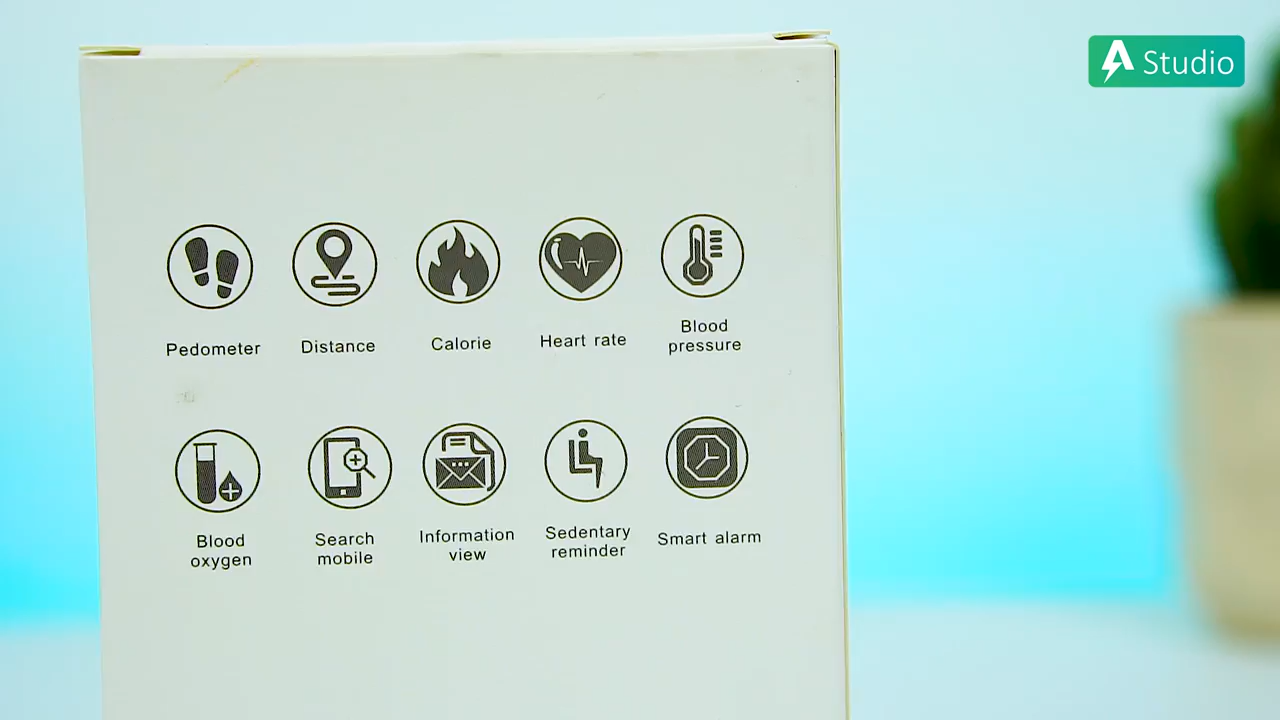 A Studio
Pedometer
Distance
Calorie
Heart rate
Blood
pressure
Blood
oxygen
Search
mobile
Information
view
Sedentary
reminder
Smart alarm